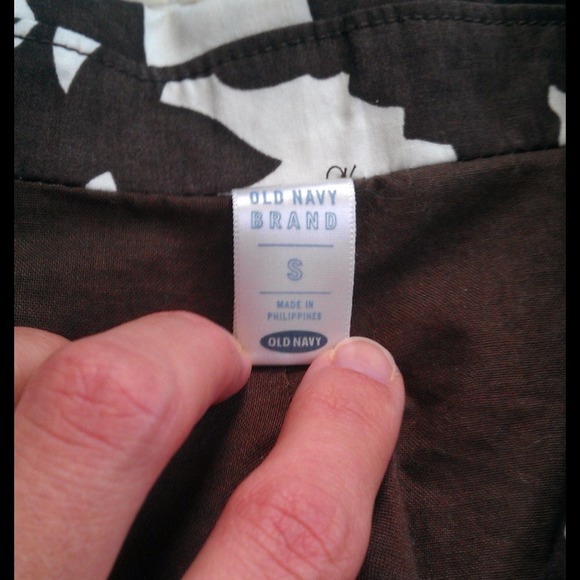 OLD NAVY
BRAND
S
MADE IN
PHILIPPINES
OLD NAVY